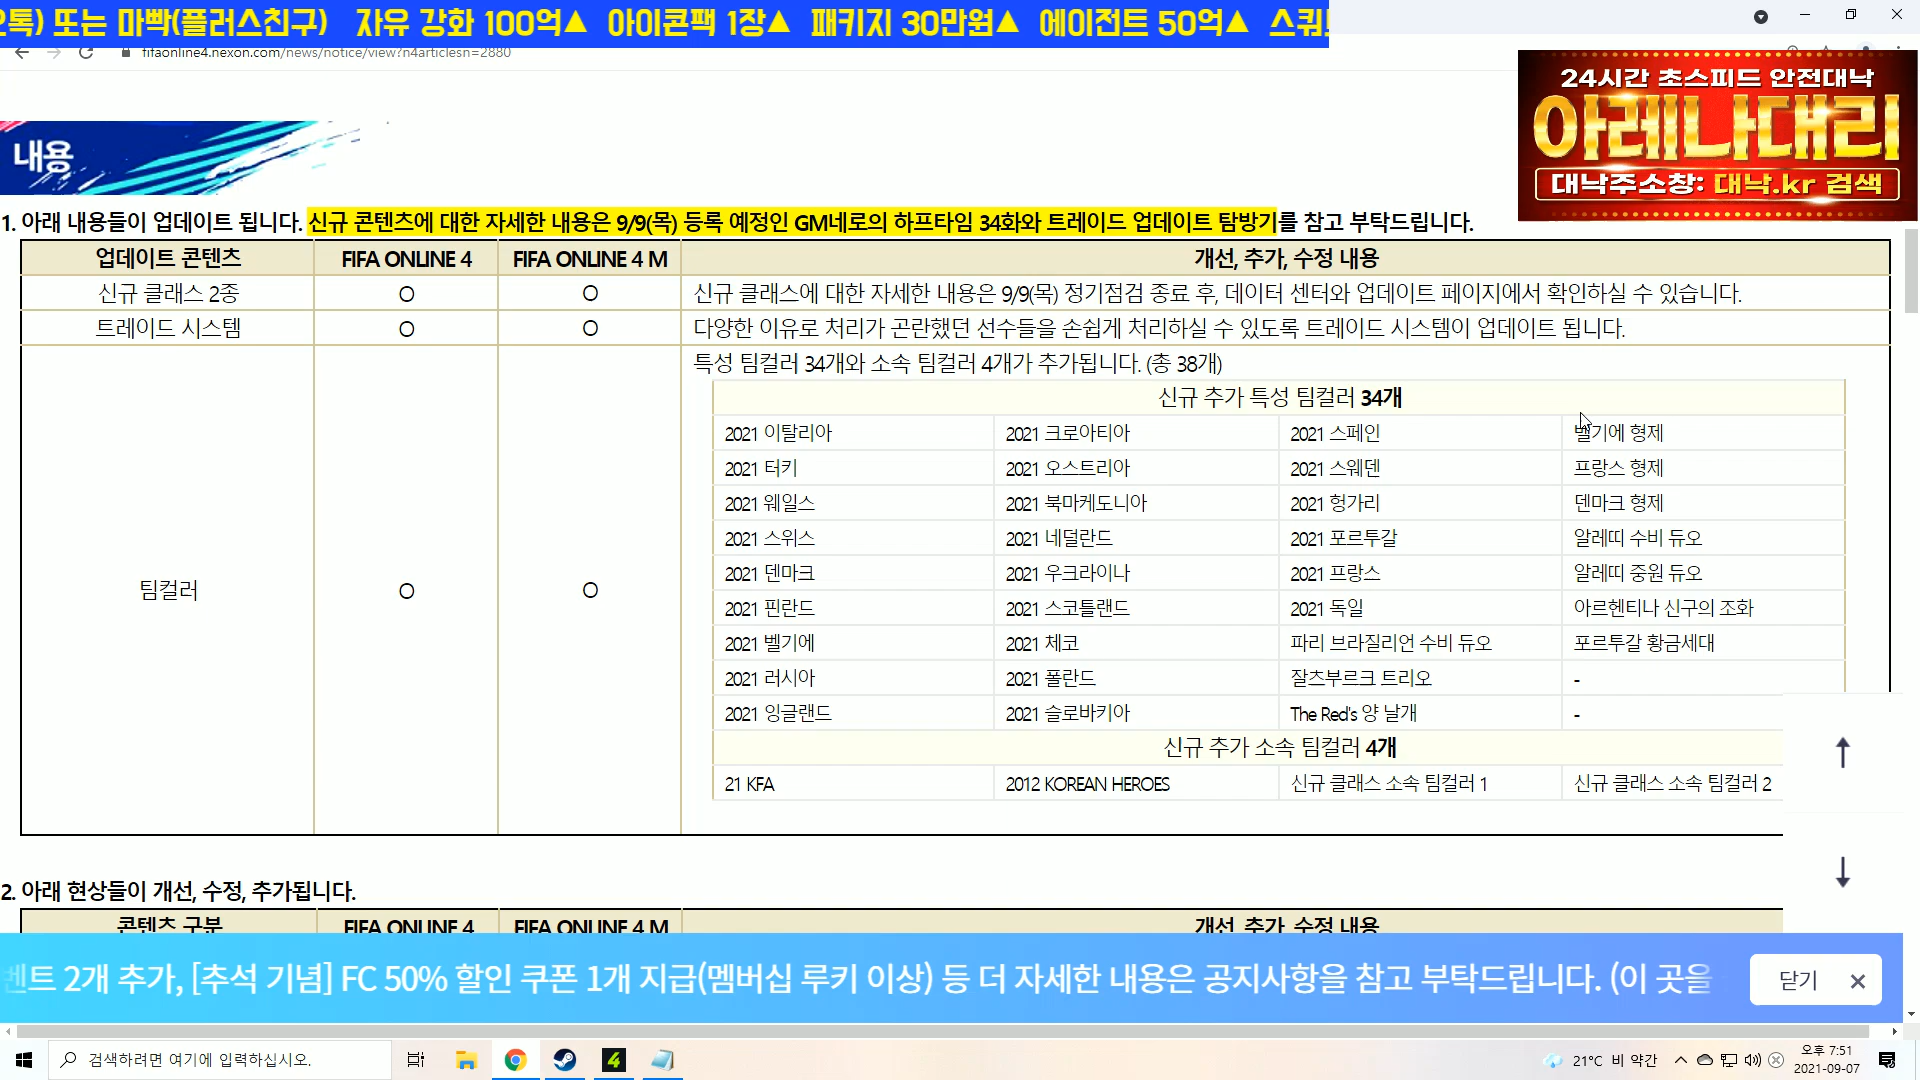 톡) 또는 마빡(플러스친구) 자유 강화 100억▲ 아이콘팩 1장▲ 패키지 30만원▲ 에이전트 50억▲ 스쿼
fifaonline4.nexon.com/news/notice/view?n4articlesn=2880
24시간 초스피드 안전대낙
아레나대리
대낙주소창: 대낙.kr 검색
내용
1. 아래 내용들이 업데이트 됩니다. 신규 콘텐츠에 대한 자세한 내용은 9/9(목) 등록 예정인 GM네로의 하프타임 34화와 트레이드 업데이트 탐방기를 참고 부탁드립니다.
업데이트 콘텐츠 FIFA ONLINE 4 FIFA ONLINE 4 M 개선, 추가, 수정 내용
신규 클래스 2종 O O 신규 클래스에 대한 자세한 내용은 9/9(목) 정기점검 종료 후, 데이터 센터와 업데이트 페이지에서 확인하실 수 있습니다.
트레이드 시스템 O O 다양한 이유로 처리가 곤란했던 선수들을 손쉽게 처리하실 수 있도록 트레이드 시스템이 업데이트 됩니다.
팀컬러 O O 특성 팀컬러 34개와 소속 팀컬러 4개가 추가됩니다. (총 38개)
신규 추가 특성 팀컬러 34개
2021 이탈리아 2021 크로아티아 2021 스페인 벨기에 형제
2021 터키 2021 오스트리아 2021 스웨덴 프랑스 형제
2021 웨일스 2021 북마케도니아 2021 헝가리 덴마크 형제
2021 스위스 2021 네덜란드 2021 포르투갈 알레띠 수비 듀오
2021 덴마크 2021 우크라이나 2021 프랑스 알레띠 중원 듀오
2021 핀란드 2021 스코틀랜드 2021 독일 아르헨티나 신구의 조화
2021 벨기에 2021 체코 파리 브라질리언 수비 듀오 포르투갈 황금세대
2021 러시아 2021 폴란드 잘츠부르크 트리오 -
2021 잉글랜드 2021 슬로바키아 The Red's 양 날개 -
신규 추가 소속 팀컬러 4개
21 KFA 2012 KOREAN HEROES 신규 클래스 소속 팀컬러 1 신규 클래스 소속 팀컬러 2
2. 아래 현상들이 개선, 수정, 추가됩니다.
콘텐츠 구분 FIFA ONLINE 4 FIFA ONLINE 4 M 개선, 추가, 수정 내용
벤트 2개 추가, [추석 기념] FC 50% 할인 쿠폰 1개 지급(멤버십 루키 이상) 등 더 자세한 내용은 공지사항을 참고 부탁드립니다. (이 곳을
닫기 ×
검색하려면 여기에 입력하십시오.
4
21°C 비 약간
오후 7:51
2021-09-07